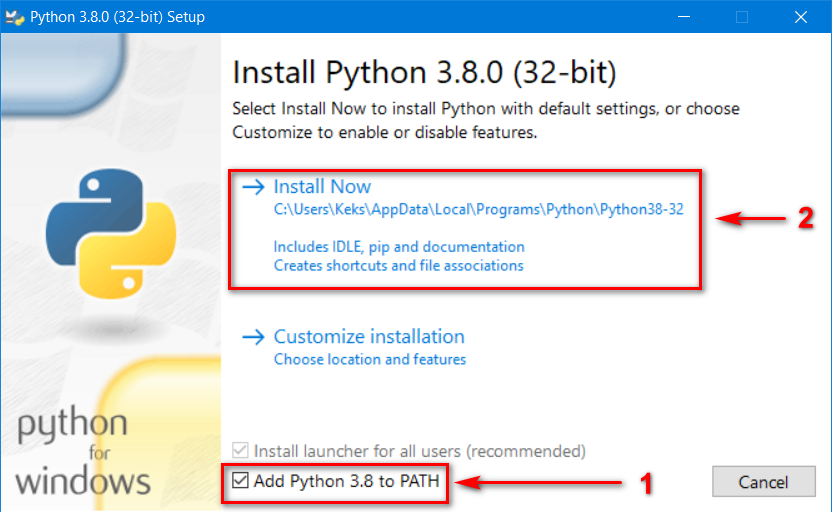 Python 3.8.0 (32-bit) Setup
Install Python 3.8.0 (32-bit)
Select Install Now to install Python with default settings, or choose
Customize to enable or disable features.
Install Now
C:\Users\Keks\AppData\Local\Programs\Python\Python38-32
2
Includes IDLE, pip and documentation
Creates shortcuts and file associations
Customize installation
Choose location and features
python
for
windows
Install launcher for all users (recommended)
Add Python 3.8 to PATH
1
Cancel